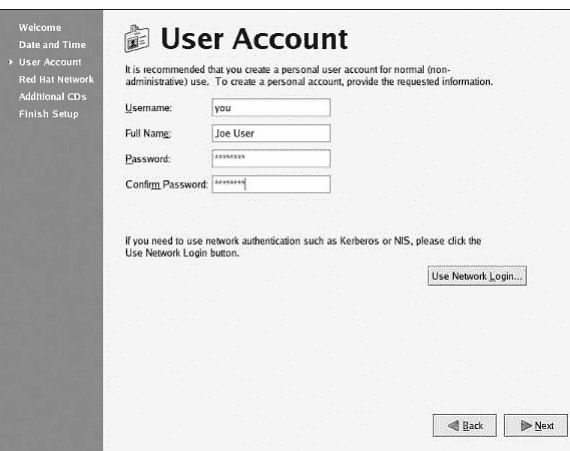 Welcome
Date and Time
User Account
Red Hat Network
Additional CDs
Finish Setup
User Account
It is recommended that you create a personal user account for normal (non-
administrative) use. To create a personal account, provide the requested information.
Username: you
Full Name: Joe User
Password: ********
Confirm Password: ********
If you need to use network authentication such as Kerberos or NIS, please click the
Use Network Login button.
Use Network Login...
Back Next